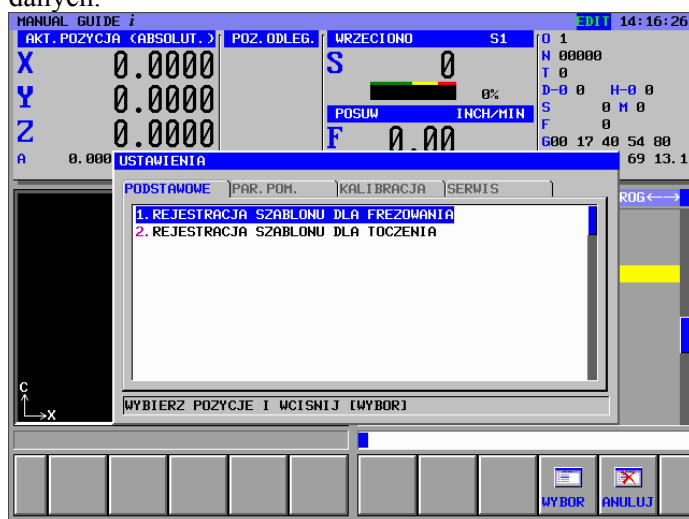 danych.
MANUAL GUIDE i EDIT 14:16:26
AKT.POZYCJA (ABSOLUT.) POZ.ODLEG. WRZECIONO S1 O 1
X 0.0000 S 0 N 00000
T 0
Y 0.0000 0% D-0 0 H-0 0
POSUW INCH/MIN S 0 M 0
Z 0.0000 F 0.00 F 0
G00 17 40 54 80
A 0.000 69 13.1
USTAWIENIA
PODSTAWOWE PAR.POM. KALIBRACJA SERWIS
ROG←→
1.REJESTRACJA SZABLONU DLA FREZOWANIA
2.REJESTRACJA SZABLONU DLA TOCZENIA
C
X
WYBIERZ POZYCJE I WCISNIJ [WYBOR]
WYBOR ANULUJ